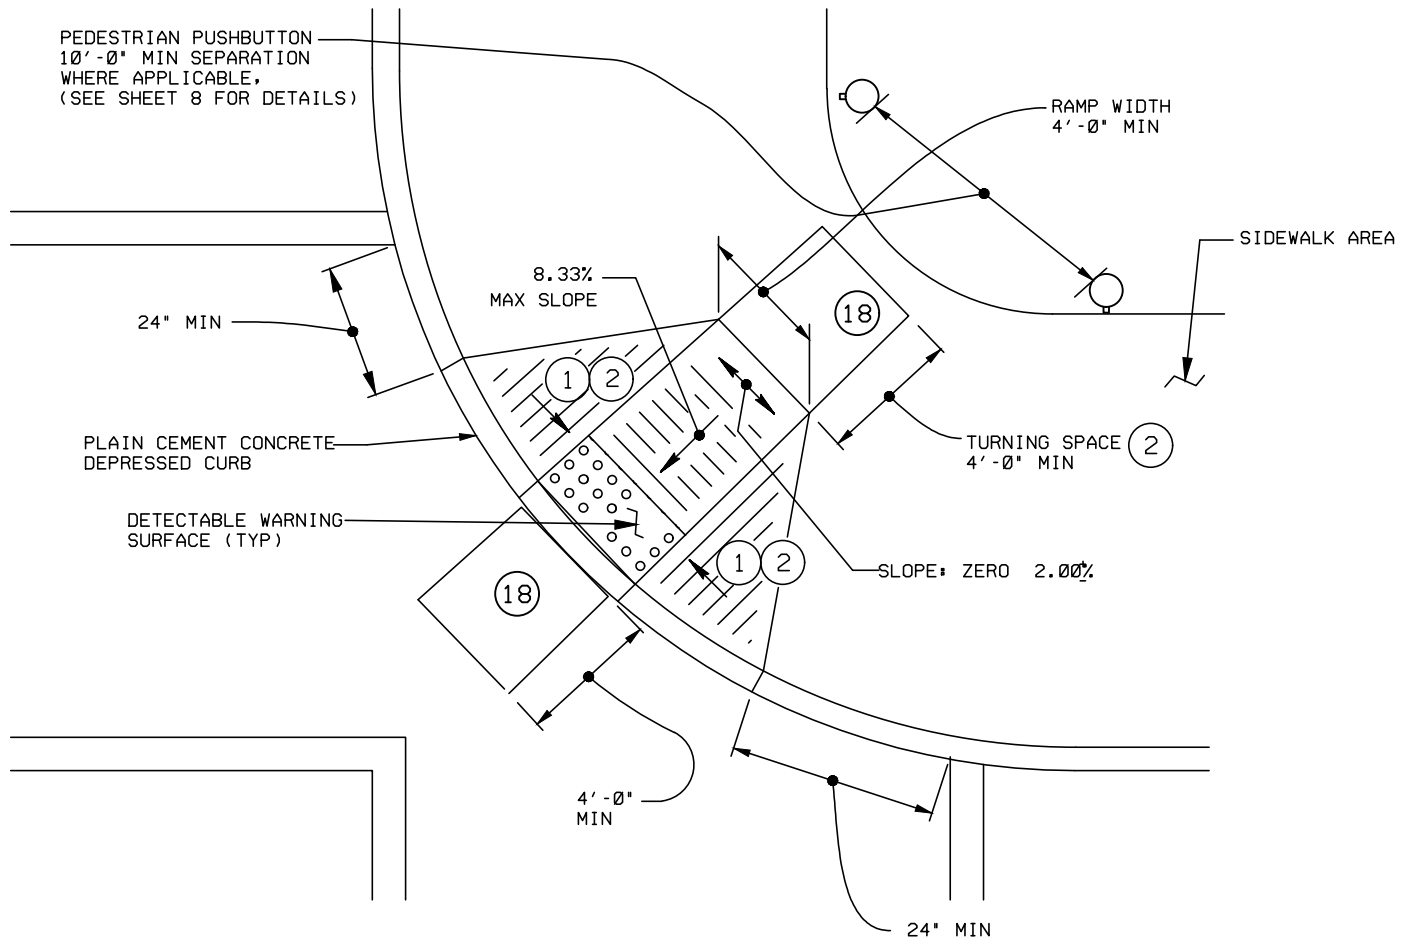 PEDESTRIAN PUSHBUTTON
10'-0" MIN SEPARATION
WHERE APPLICABLE,
(SEE SHEET 8 FOR DETAILS)
RAMP WIDTH
4'-0" MIN
SIDEWALK AREA
8.33%
MAX SLOPE
18
24" MIN
1 2
PLAIN CEMENT CONCRETE
DEPRESSED CURB
TURNING SPACE 2
4'-0" MIN
DETECTABLE WARNING
SURFACE (TYP)
1 2
SLOPE: ZERO ± 2.00%
18
4'-0"
MIN
24" MIN